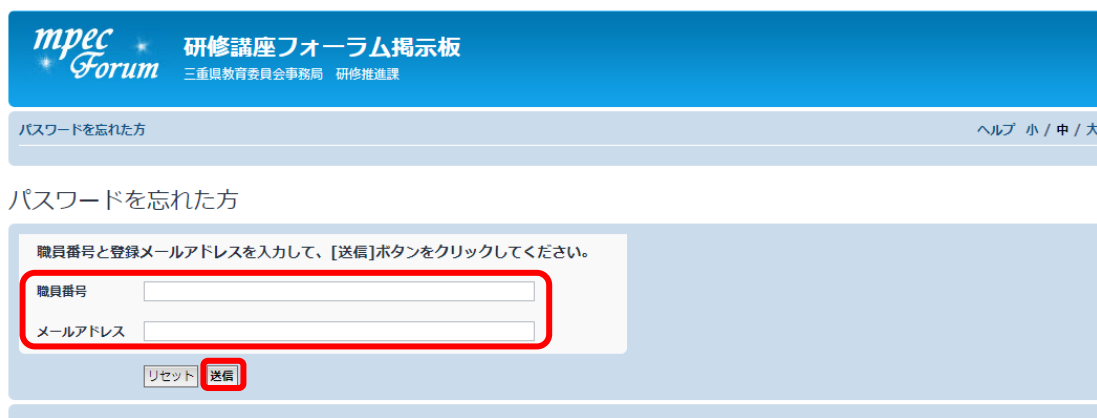 mpec
Forum
研修講座フォーラム掲示板
三重県教育委員会事務局 研修推進課
パスワードを忘れた方
ヘルプ 小 / 中 / 大
パスワードを忘れた方
職員番号と登録メールアドレスを入力して、[送信]ボタンをクリックしてください。
職員番号
メールアドレス
リセット 送信